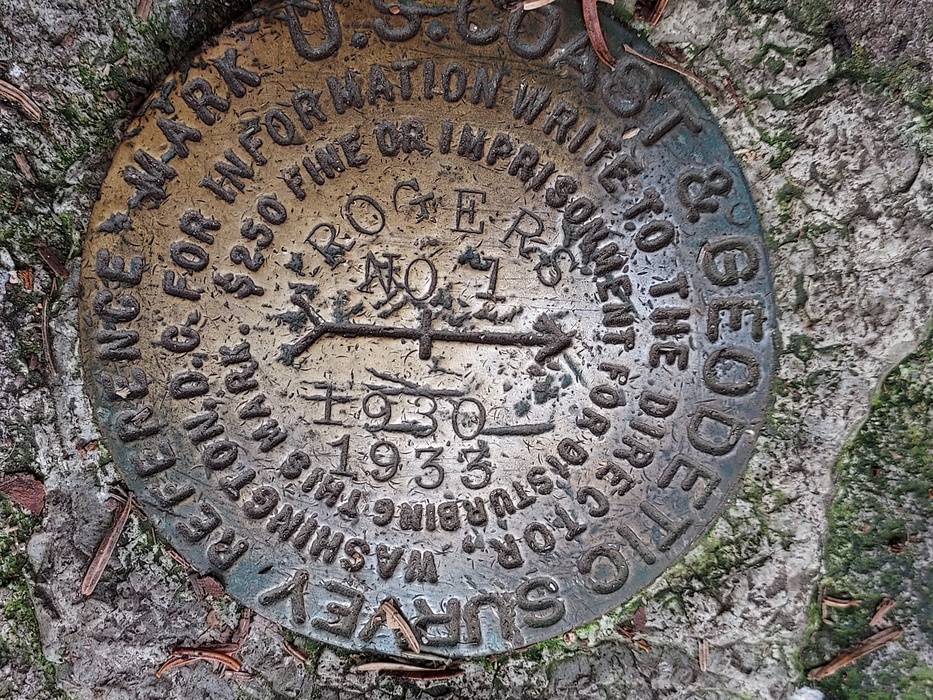 U.S. COAST & GEODETIC SURVEY
REFERENCE MARK
FOR INFORMATION WRITE TO THE DIRECTOR, WASHINGTON, D.C.
$250 FINE OR IMPRISONMENT FOR DISTURBING THIS MARK.
ROGERS
NO 1
1930
1933